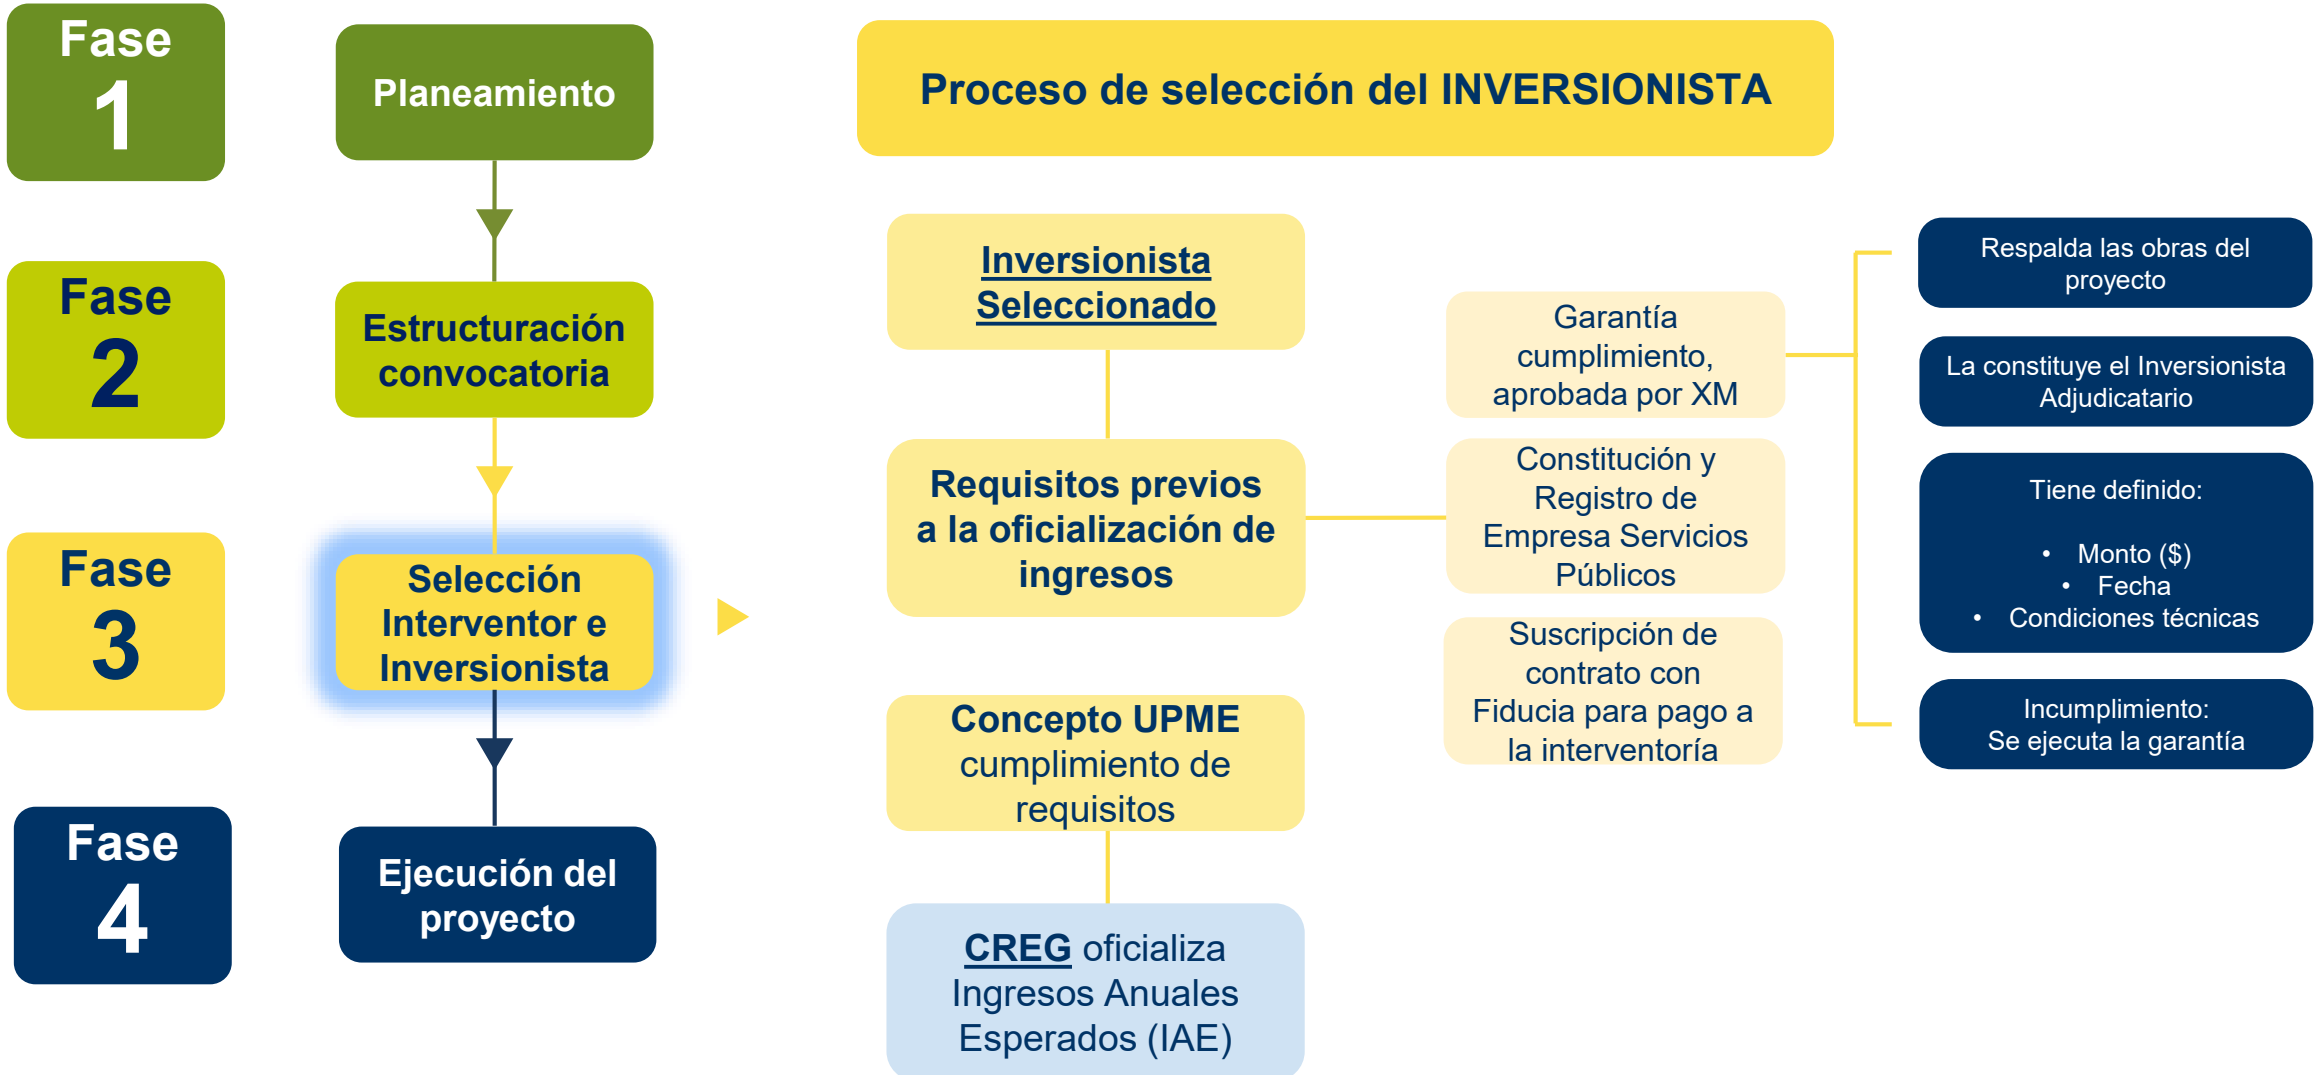 Fase
1
Planeamiento
Fase
2
Estructuración
convocatoria
Fase
3
Selección
Interventor e
Inversionista
Fase
4
Ejecución del
proyecto
Proceso de selección del INVERSIONISTA
Inversionista
Seleccionado
Requisitos previos
a la oficialización de
ingresos
Concepto UPME
cumplimiento de
requisitos
CREG oficializa
Ingresos Anuales
Esperados (IAE)
Garantía
cumplimiento,
aprobada por XM
Constitución y
Registro de
Empresa Servicios
Públicos
Suscripción de
contrato con
Fiducia para pago a
la interventoría
Respalda las obras del
proyecto
La constituye el Inversionista
Adjudicatario
Tiene definido:
• Monto ($)
• Fecha
• Condiciones técnicas
Incumplimiento:
Se ejecuta la garantía